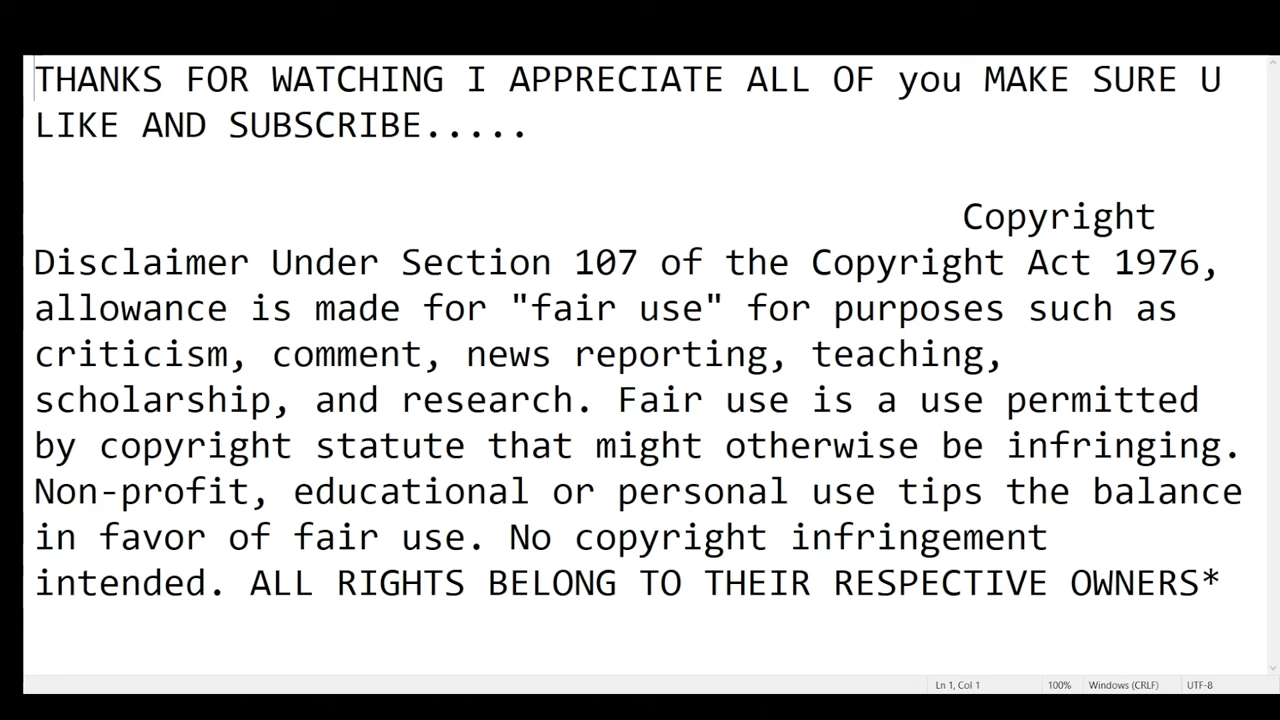 THANKS FOR WATCHING I APPRECIATE ALL OF you MAKE SURE U
LIKE AND SUBSCRIBE.....
Copyright
Disclaimer Under Section 107 of the Copyright Act 1976,
allowance is made for "fair use" for purposes such as
criticism, comment, news reporting, teaching,
scholarship, and research. Fair use is a use permitted
by copyright statute that might otherwise be infringing.
Non-profit, educational or personal use tips the balance
in favor of fair use. No copyright infringement
intended. ALL RIGHTS BELONG TO THEIR RESPECTIVE OWNERS*
Ln 1, Col 1 100% Windows (CRLF) UTF-8